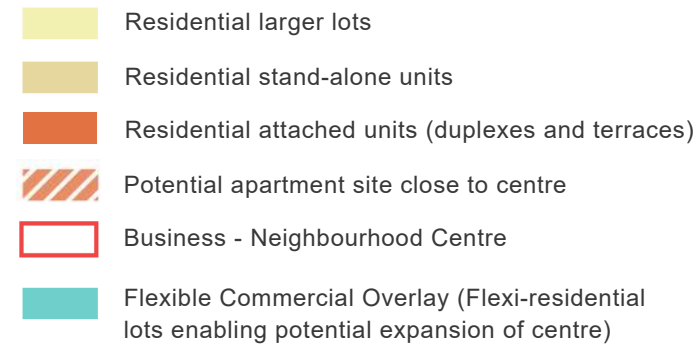 Residential larger lots
Residential stand-alone units
Residential attached units (duplexes and terraces)
Potential apartment site close to centre
Business - Neighbourhood Centre
Flexible Commercial Overlay (Flexi-residential
lots enabling potential expansion of centre)